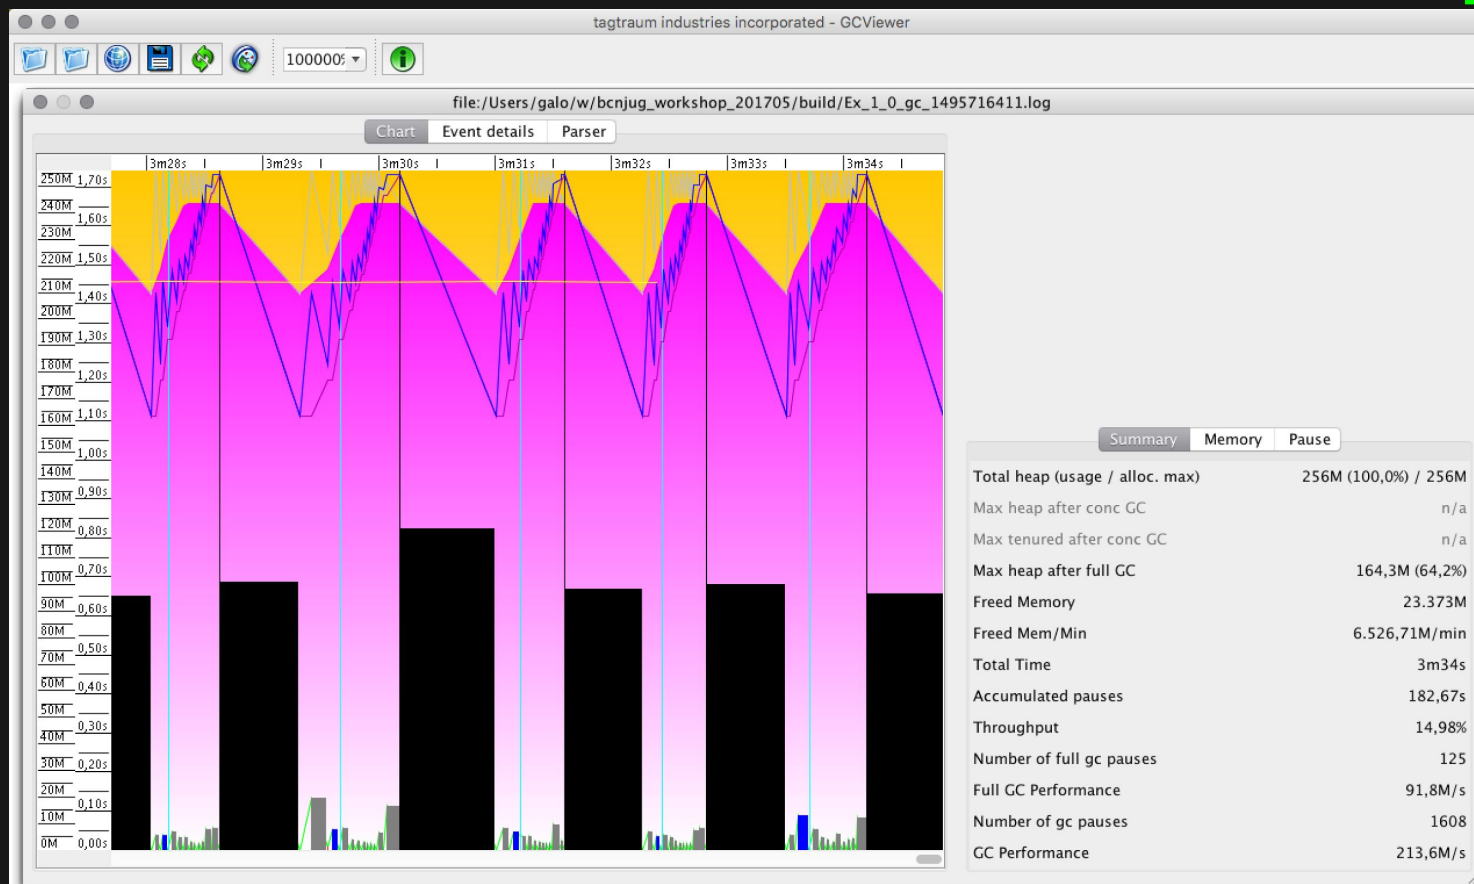 tagtraum industries incorporated - GCViewer
100000%
file:/Users/galo/w/bcnjug_workshop_201705/build/Ex_1_0_gc_1495716411.log
Chart Event details Parser
3m28s 3m29s 3m30s 3m31s 3m32s 3m33s 3m34s
250M 1,70s
240M
1,60s
230M
220M 1,50s
210M
1,40s
200M
190M 1,30s
180M
1,20s
170M
160M 1,10s
150M
1,00s
140M
130M 0,90s
120M
0,80s
110M
100M 0,70s
90M 0,60s
80M
70M 0,50s
60M 0,40s
50M
0,30s
40M
30M 0,20s
20M
0,10s
10M
0M 0,00s
Summary Memory Pause
Total heap (usage / alloc. max) 256M (100,0%) / 256M
Max heap after conc GC n/a
Max tenured after conc GC n/a
Max heap after full GC 164,3M (64,2%)
Freed Memory 23.373M
Freed Mem/Min 6.526,71M/min
Total Time 3m34s
Accumulated pauses 182,67s
Throughput 14,98%
Number of full gc pauses 125
Full GC Performance 91,8M/s
Number of gc pauses 1608
GC Performance 213,6M/s